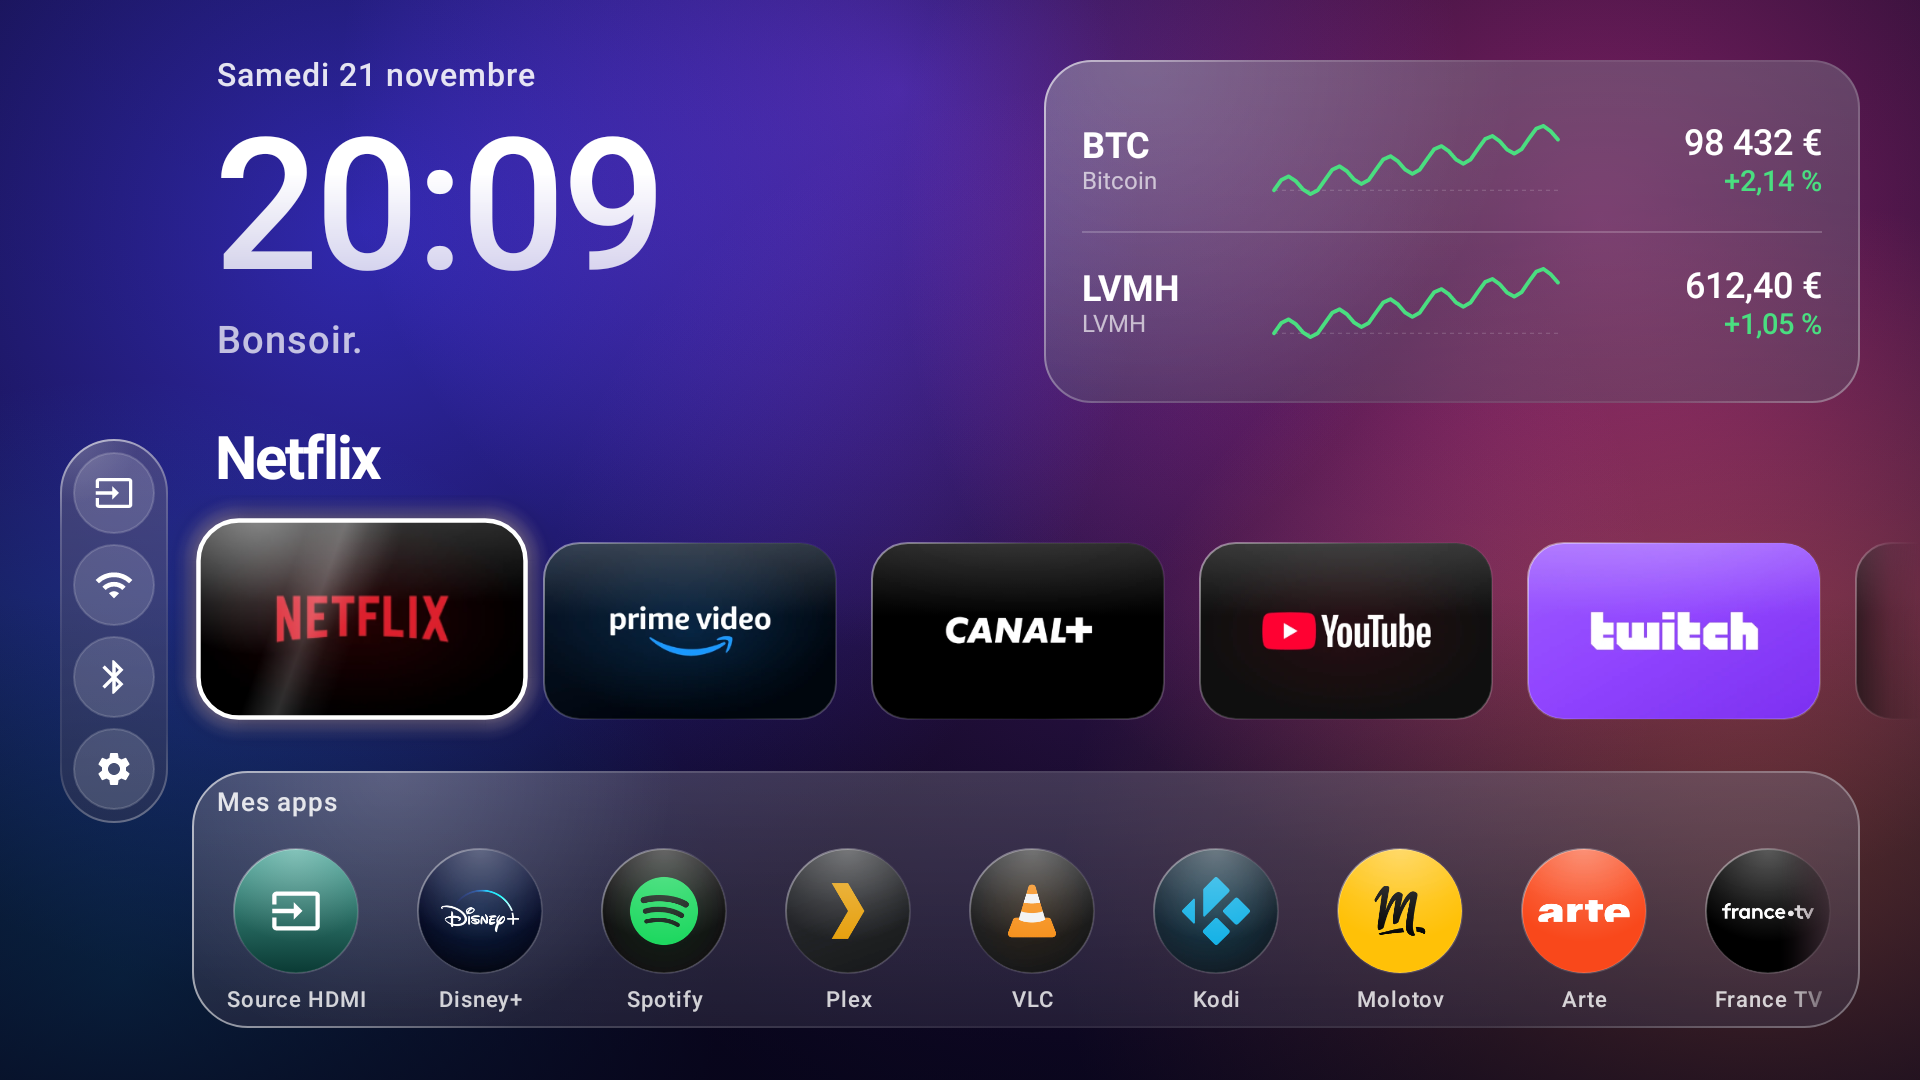 Samedi 21 novembre
20:09
Bonsoir.
BTC
Bitcoin
98 432 €
+2,14 %
LVMH
LVMH
612,40 €
+1,05 %
Netflix
NETFLIX
prime video
CANAL+
YouTube
twitch
Mes apps
Disney+
M.
arte
france•tv
Source HDMI
Disney+
Spotify
Plex
VLC
Kodi
Molotov
Arte
France TV